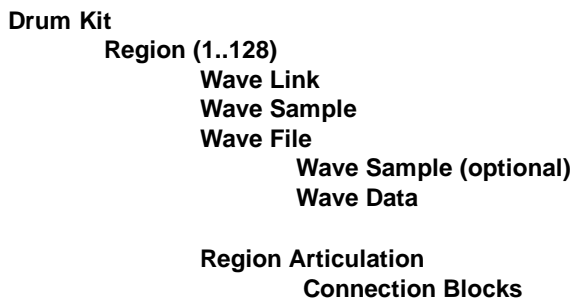 Drum Kit
Region (1..128)
Wave Link
Wave Sample
Wave File
Wave Sample (optional)
Wave Data
Region Articulation
Connection Blocks